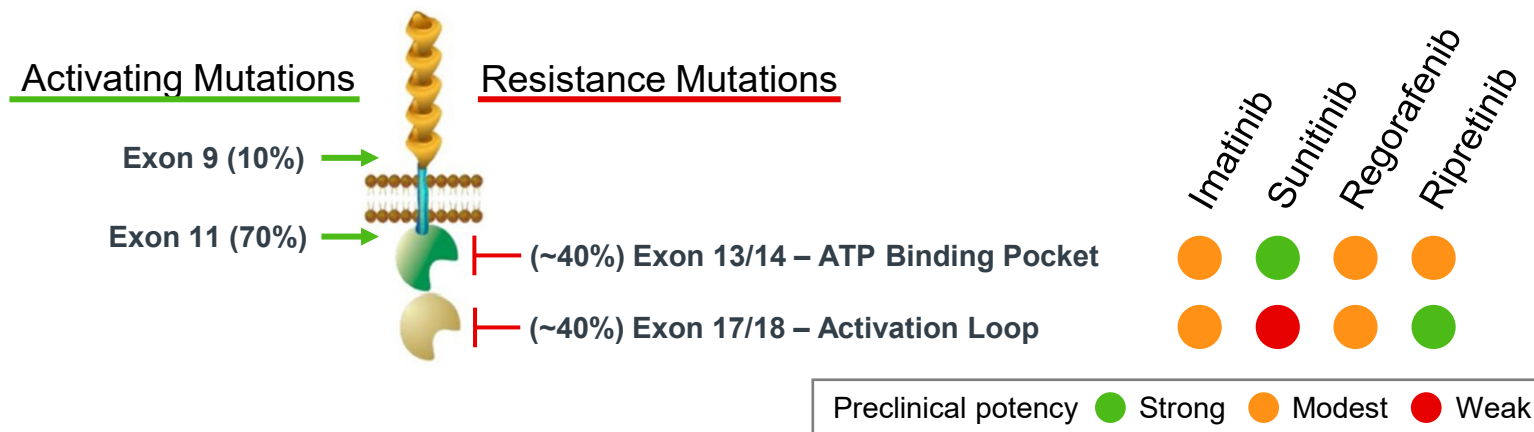 Activating Mutations
Resistance Mutations
Imatinib
Sunitinib
Regorafenib
Ripretinib
Exon 9 (10%)
Exon 11 (70%)
(~40%) Exon 13/14 – ATP Binding Pocket
(~40%) Exon 17/18 – Activation Loop
Preclinical potency Strong Modest Weak